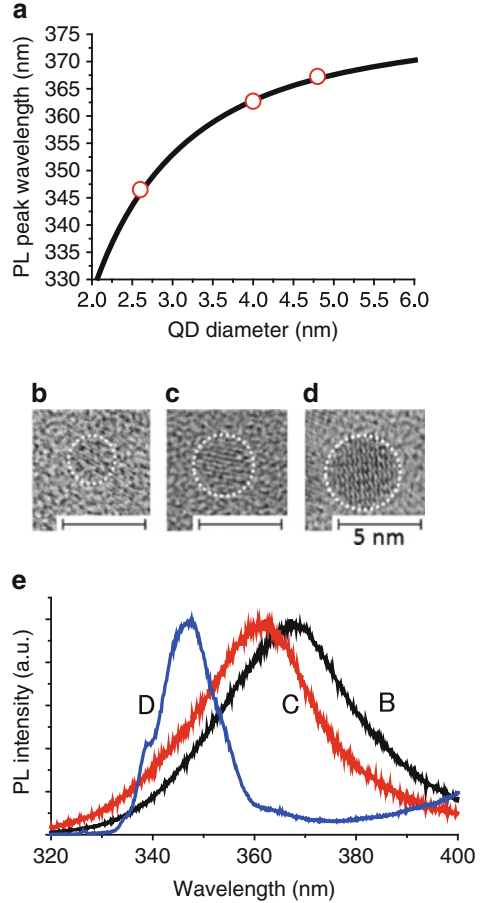 a
PL peak wavelength (nm)
375
370
365
360
355
350
345
340
335
330
2.0 2.5 3.0 3.5 4.0 4.5 5.0 5.5 6.0
QD diameter (nm)
b c d
5 nm
e
PL intensity (a.u.)
D C B
320 340 360 380 400
Wavelength (nm)